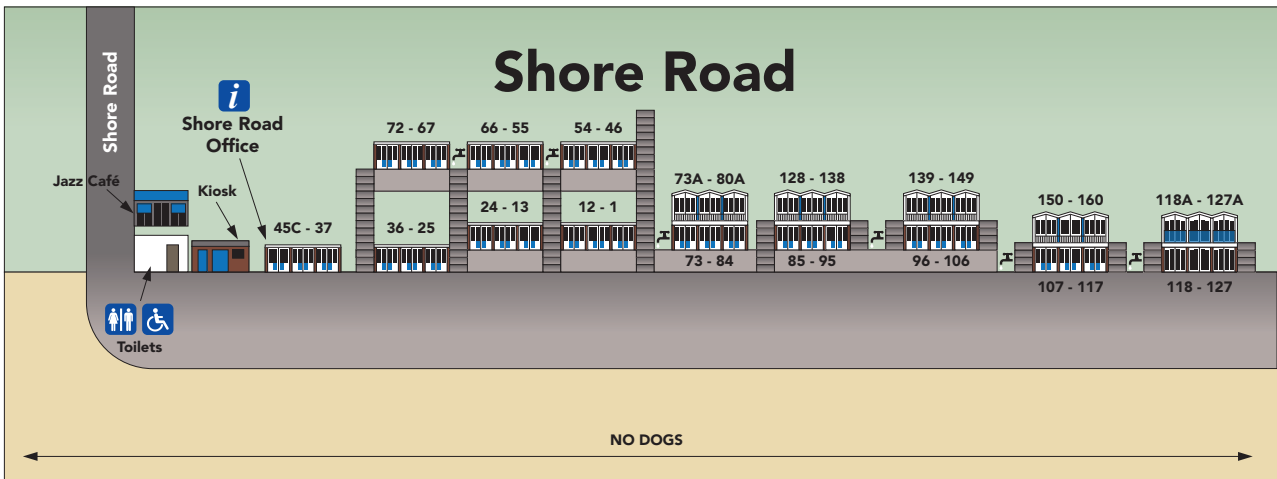 Shore Road
Shore Road
i
Shore Road
Office
Jazz Café
Kiosk
72 - 67
66 - 55
54 - 46
73A - 80A
128 - 138
139 - 149
150 - 160
118A - 127A
45C - 37
36 - 25
24 - 13
12 - 1
73 - 84
85 - 95
96 - 106
107 - 117
118 - 127
Toilets
NO DOGS